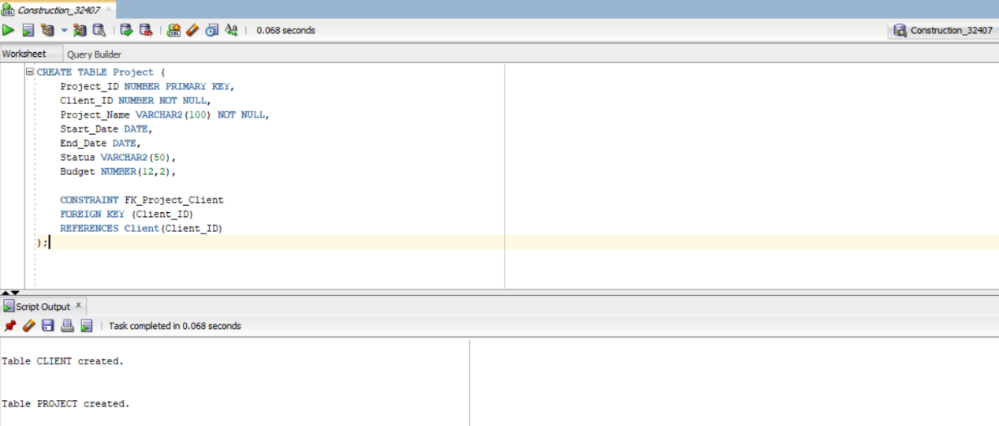 Construction_32407
0.068 seconds
Construction_32407
Worksheet
Query Builder
CREATE TABLE Project (
Project_ID NUMBER PRIMARY KEY,
Client_ID NUMBER NOT NULL,
Project_Name VARCHAR2(100) NOT NULL,
Start_Date DATE,
End_Date DATE,
Status VARCHAR2(50),
Budget NUMBER(12,2),
CONSTRAINT FK_Project_Client
FOREIGN KEY (Client_ID)
REFERENCES Client(Client_ID)
);
Script Output x
Task completed in 0.068 seconds
Table CLIENT created.
Table PROJECT created.